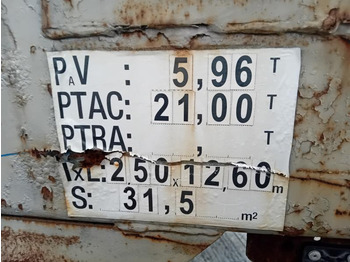 PAV : 5,96 T
PTAC: 21,00 T
PTRA: , T
lxL: 2 50 x 12,60 m
S: 31,5 m²